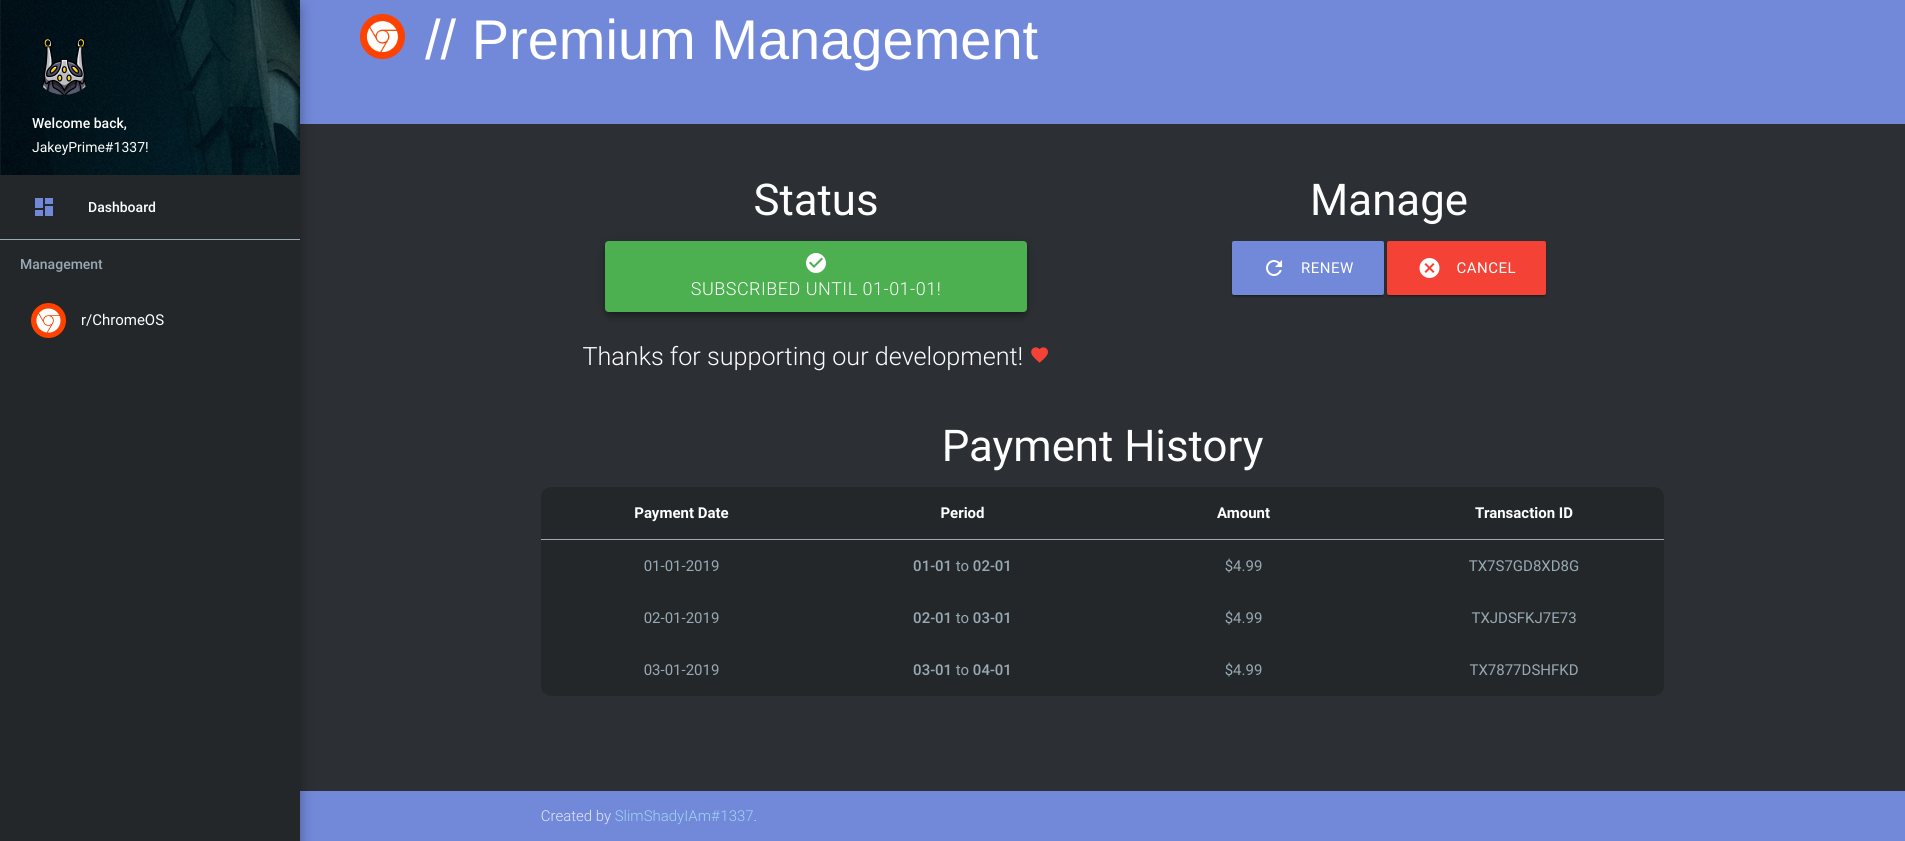 Welcome back,
JakeyPrime#1337!
Dashboard
Management
r/ChromeOS
// Premium Management
Status
SUBSCRIBED UNTIL 01-01-01!
Thanks for supporting our development!
Manage
RENEW CANCEL
Payment History
Payment Date Period Amount Transaction ID
01-01-2019 01-01 to 02-01 $4.99 TX7S7GD8XD8G
02-01-2019 02-01 to 03-01 $4.99 TXJDSFKJ7E73
03-01-2019 03-01 to 04-01 $4.99 TX7877DSHFKD
Created by SlimShadyIAm#1337.